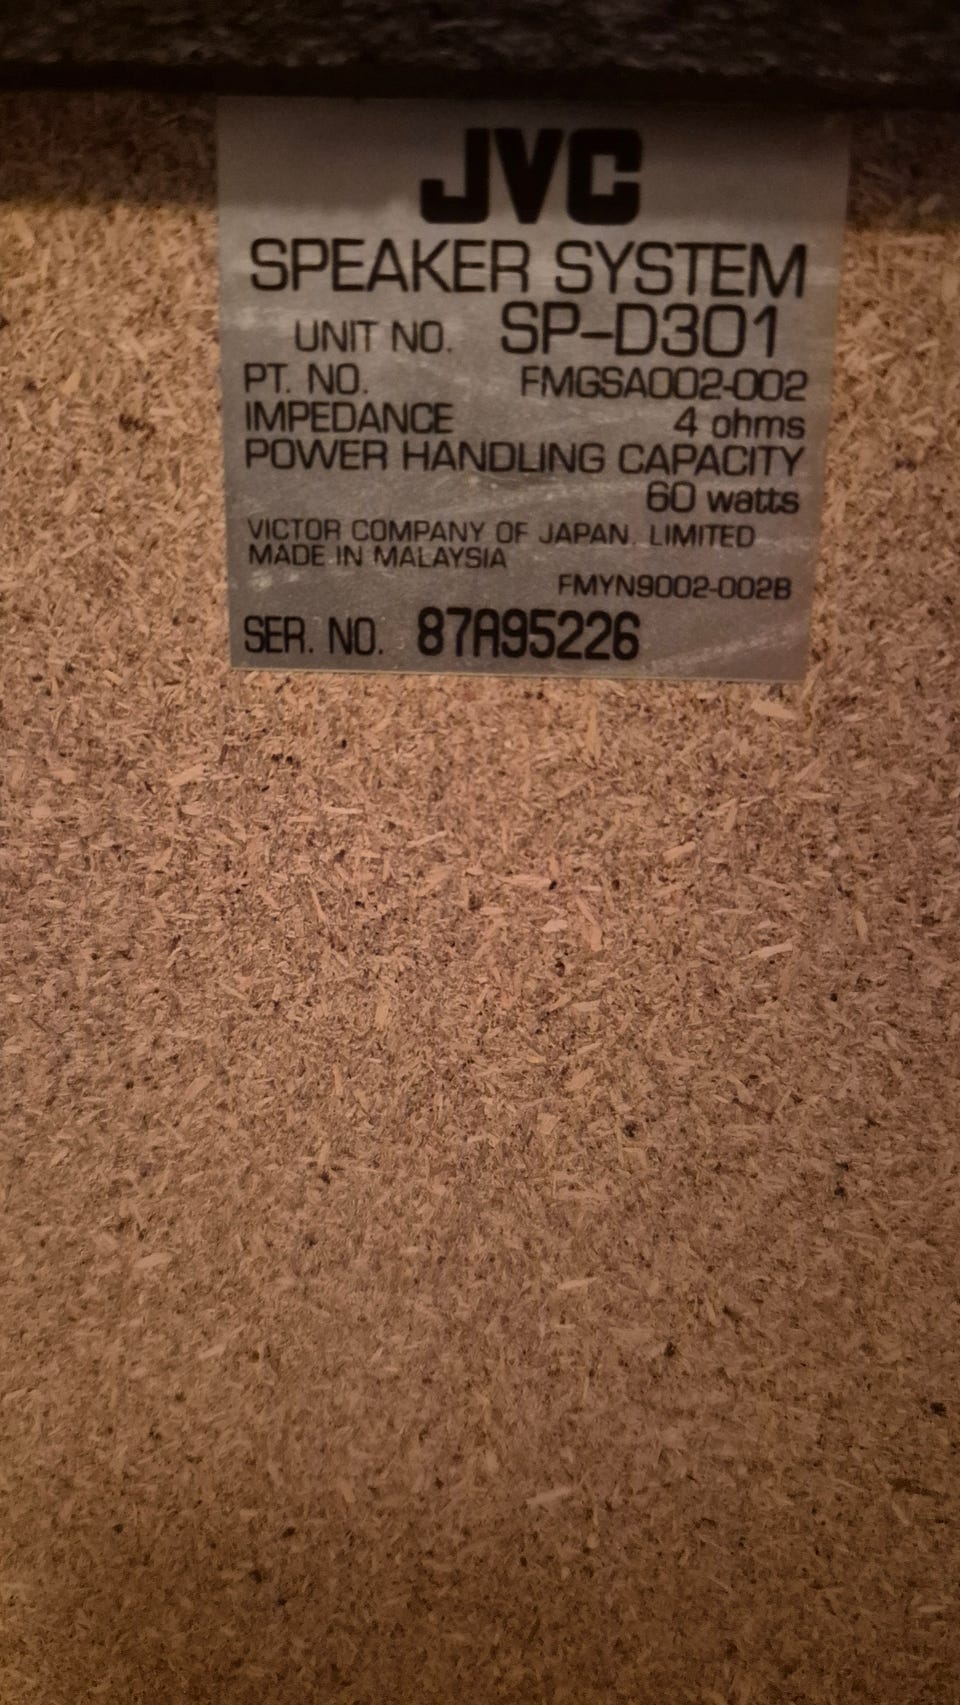 JVC
SPEAKER SYSTEM
UNIT NO. SP-D301
PT. NO. FMGSA002-002
IMPEDANCE 4 ohms
POWER HANDLING CAPACITY
60 watts
VICTOR COMPANY OF JAPAN. LIMITED
MADE IN MALAYSIA
FMYN9002-002B
SER. NO. 87A95226